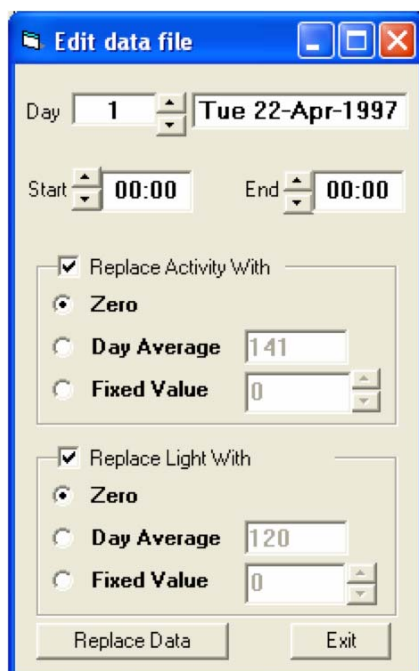 Edit data file
Day 1 Tue 22-Apr-1997
Start 00:00 End 00:00
Replace Activity With
Zero
Day Average 141
Fixed Value 0
Replace Light With
Zero
Day Average 120
Fixed Value 0
Replace Data Exit